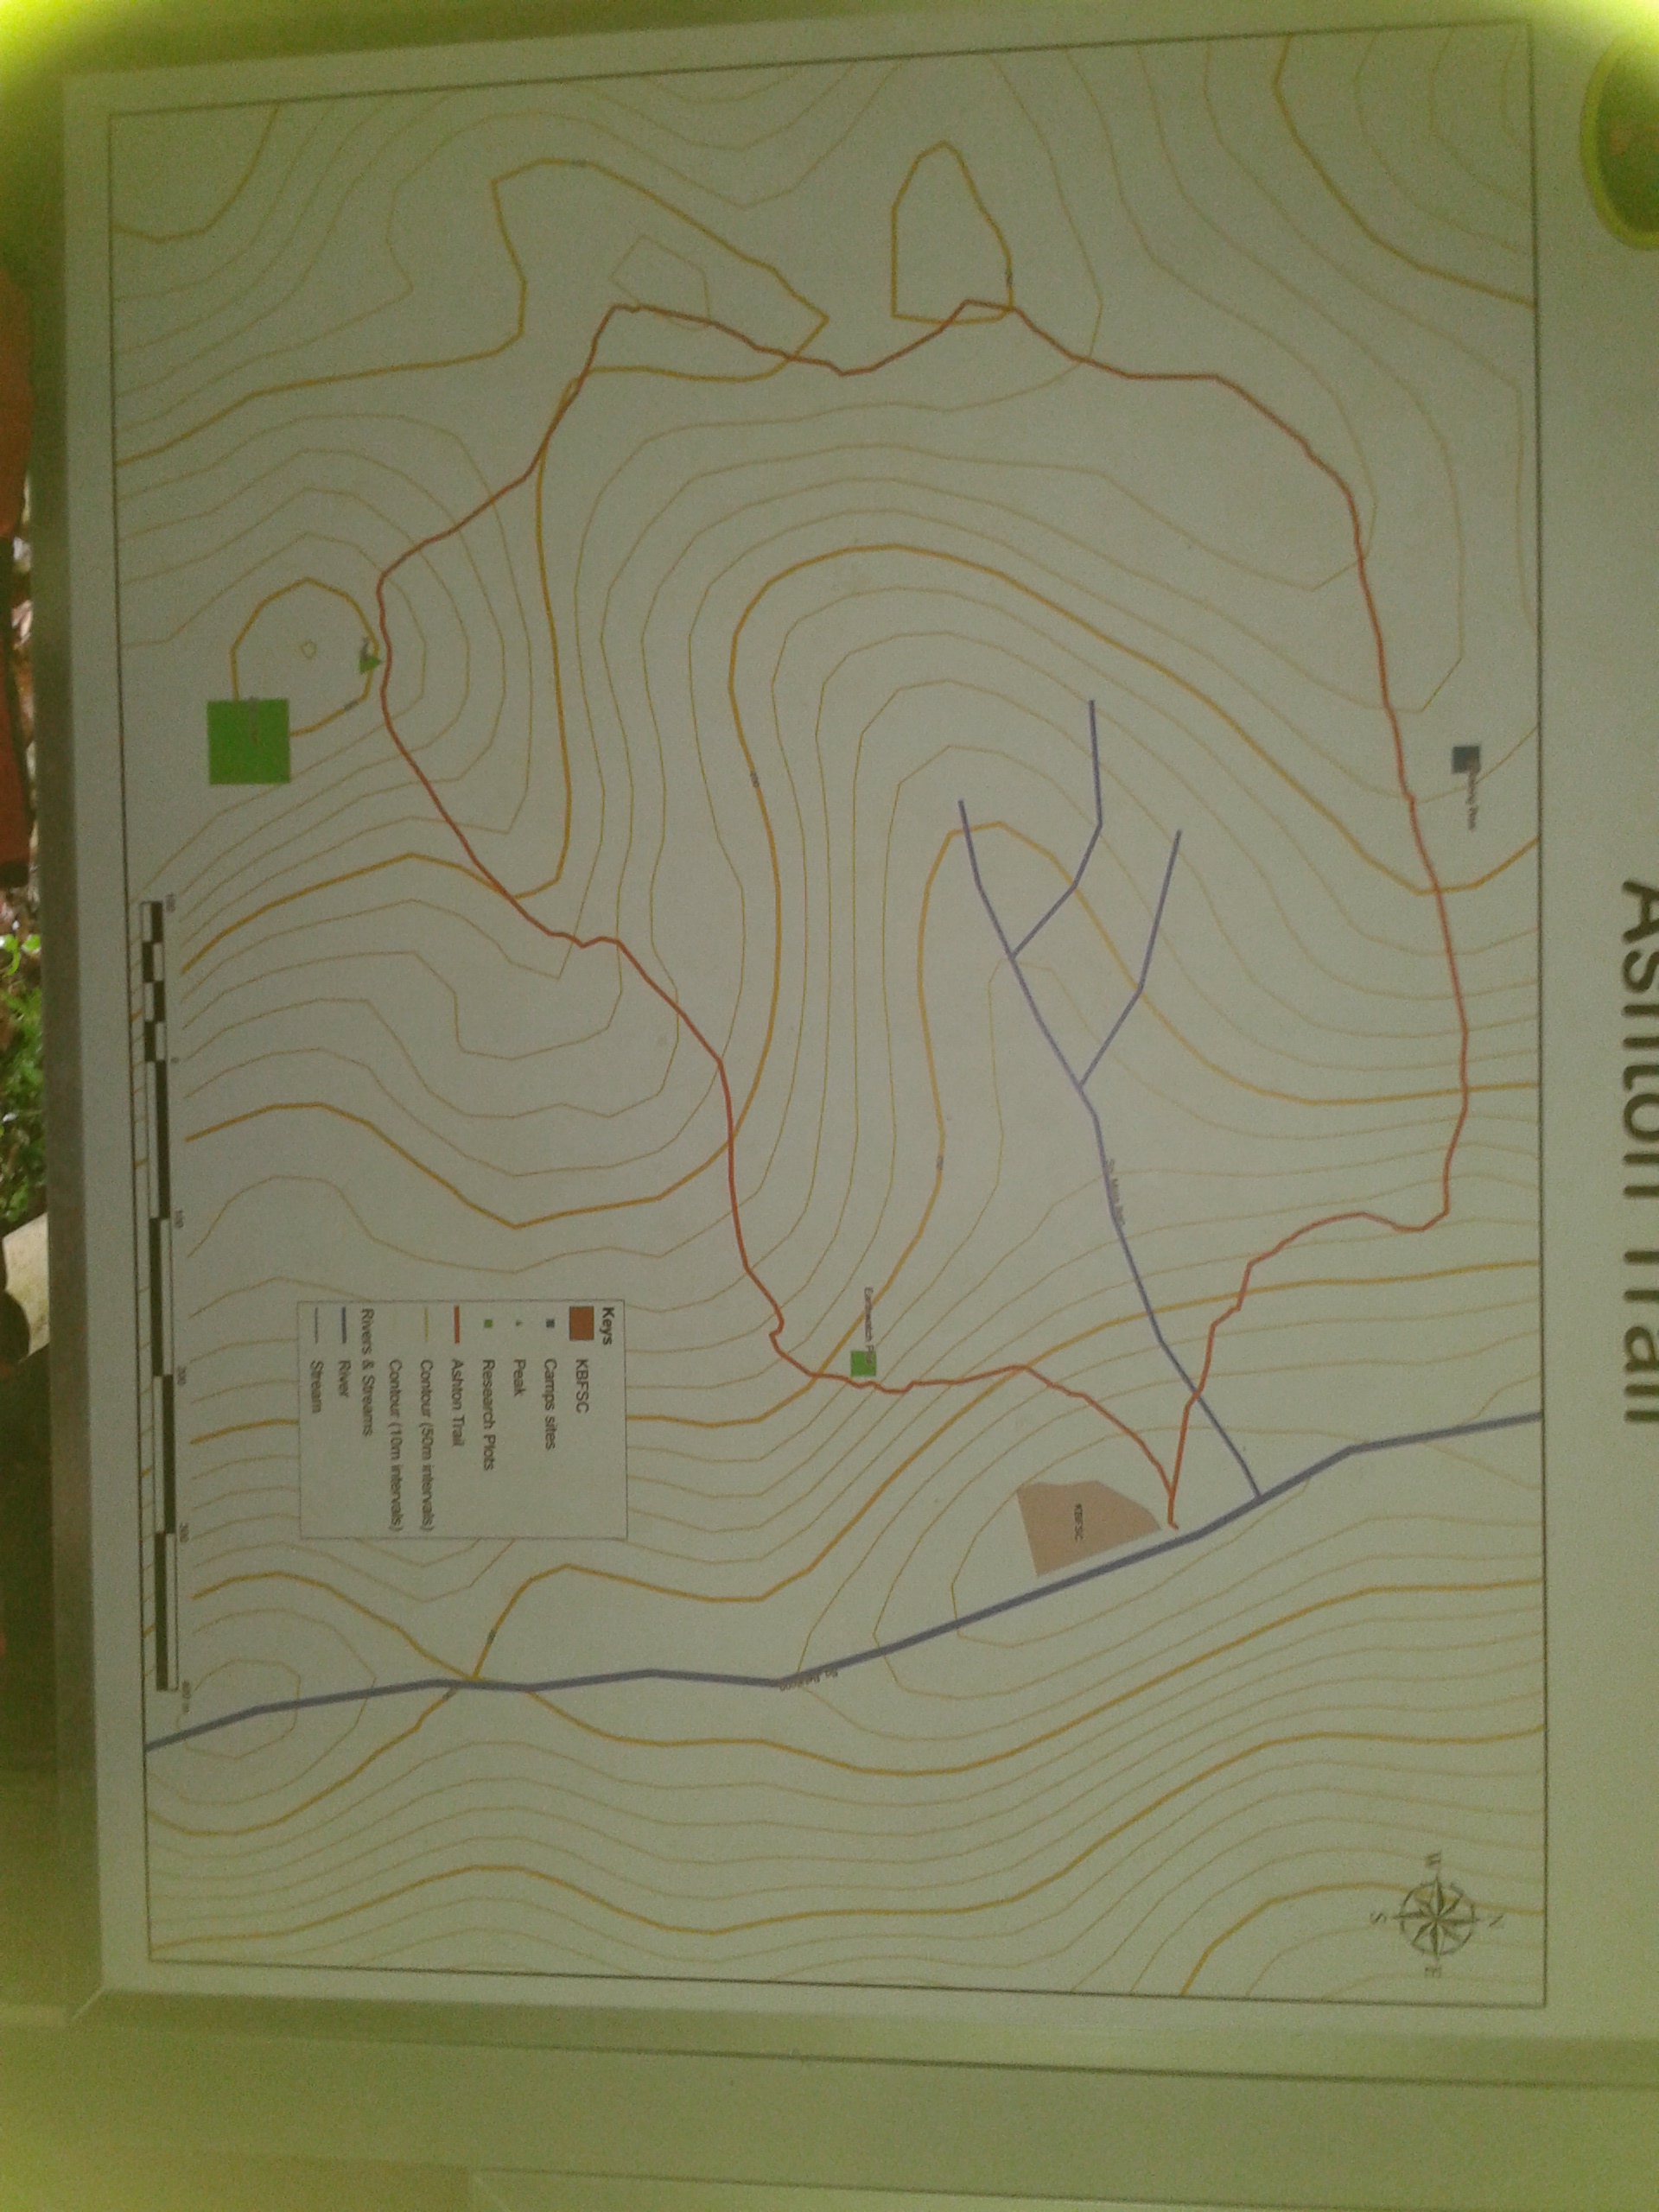 Ashton Trail
KBFSC
Keys
KBFSC
Camps sites
Peak
Research Plots
Ashton Trail
Contour (50m intervals)
Contour (10m intervals)
Rivers & Streams
River
Stream
100
0
100
200
300
400 m
N
W
E
S